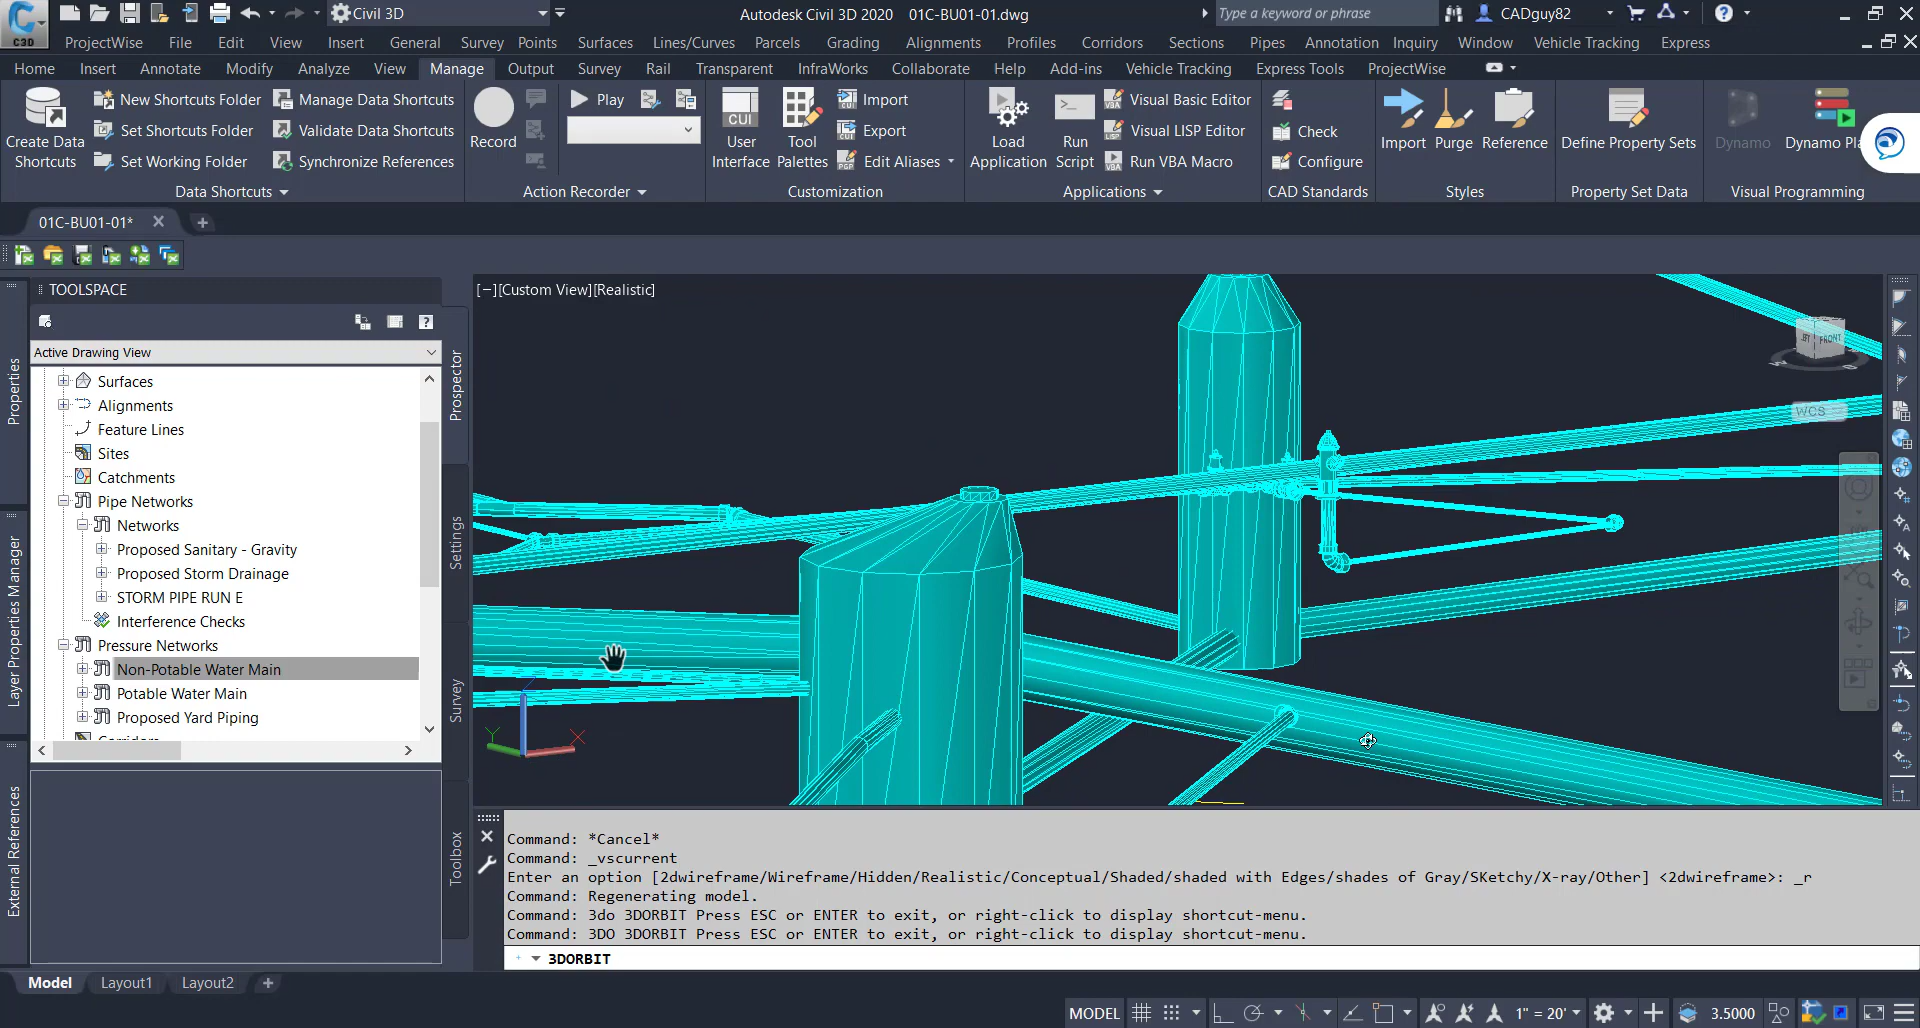 C3D
Civil 3D
Autodesk Civil 3D 2020 01C-BU01-01.dwg
Type a keyword or phrase
CADguy82
ProjectWise File Edit View Insert General Survey Points Surfaces Lines/Curves Parcels Grading Alignments Profiles Corridors Sections Pipes Annotation Inquiry Window Vehicle Tracking Express
Home Insert Annotate Modify Analyze View Manage Output Survey Rail Transparent InfraWorks Collaborate Help Add-ins Vehicle Tracking Express Tools ProjectWise
New Shortcuts Folder Manage Data Shortcuts Play Import Visual Basic Editor
Set Shortcuts Folder Validate Data Shortcuts Export Visual LISP Editor Check
Create Data Shortcuts
Record
CUI
User Interface
Tool Palettes
Load Application
Run Script
Import Purge Reference Define Property Sets Dynamo
Set Working Folder Synchronize References Edit Aliases Run VBA Macro Configure
Data Shortcuts Action Recorder Customization Applications CAD Standards Styles Property Set Data Visual Programming
01C-BU01-01*
TOOLSPACE
[−][Custom View][Realistic]
Active Drawing View
Surfaces
Alignments
Feature Lines
Sites
Catchments
Pipe Networks
Networks
Proposed Sanitary - Gravity
Proposed Storm Drainage
STORM PIPE RUN E
Interference Checks
Pressure Networks
Non-Potable Water Main
Potable Water Main
Proposed Yard Piping
Properties
Layer Properties Manager
External References
Prospector
Settings
Survey
Toolbox
FRONT
WCS
Y
X
Command: *Cancel*
Command: _vscurrent
Enter an option [2dwireframe/Wireframe/Hidden/Realistic/Conceptual/Shaded/shaded with Edges/shades of Gray/SKetchy/X-ray/Other] <2dwireframe>: _r
Command: Regenerating model.
Command: 3do 3DORBIT Press ESC or ENTER to exit, or right-click to display shortcut-menu.
Command: 3DO 3DORBIT Press ESC or ENTER to exit, or right-click to display shortcut-menu.
3DORBIT
Model Layout1 Layout2
MODEL 1" = 20' 3.5000